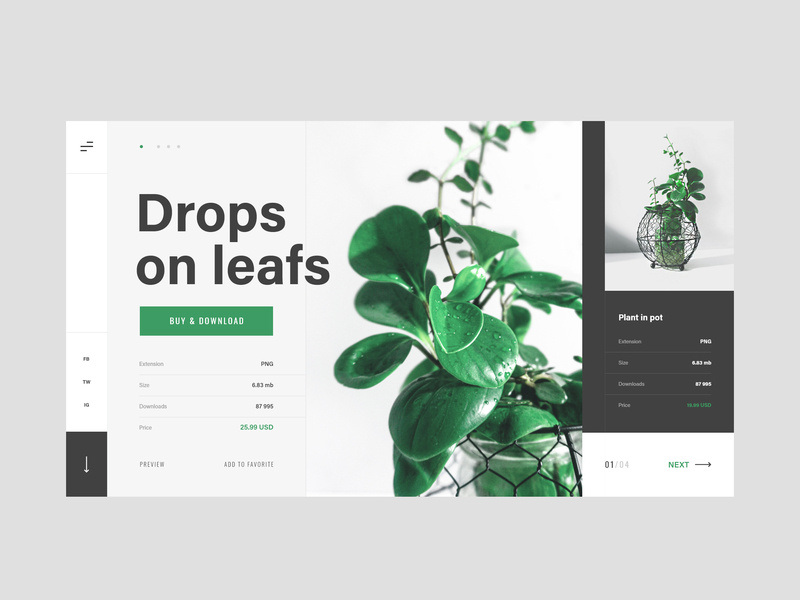 Drops
on leafs
BUY & DOWNLOAD
Extension PNG
Size 6.83 mb
Downloads 87 995
Price 25.99 USD
PREVIEW ADD TO FAVORITE
FB
TW
IG
Plant in pot
Extension PNG
Size 6.83 mb
Downloads 87 995
Price USD
01/04 NEXT